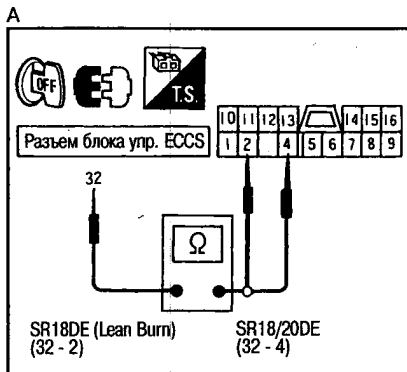 A
OFF
T.S.
10 11 12 13 14 15 16
Разъем блока упр. ECCS
1 2 4 5 6 7 8 9
32
Ω
SR18DE (Lean Burn)
(32 - 2)
SR18/20DE
(32 - 4)